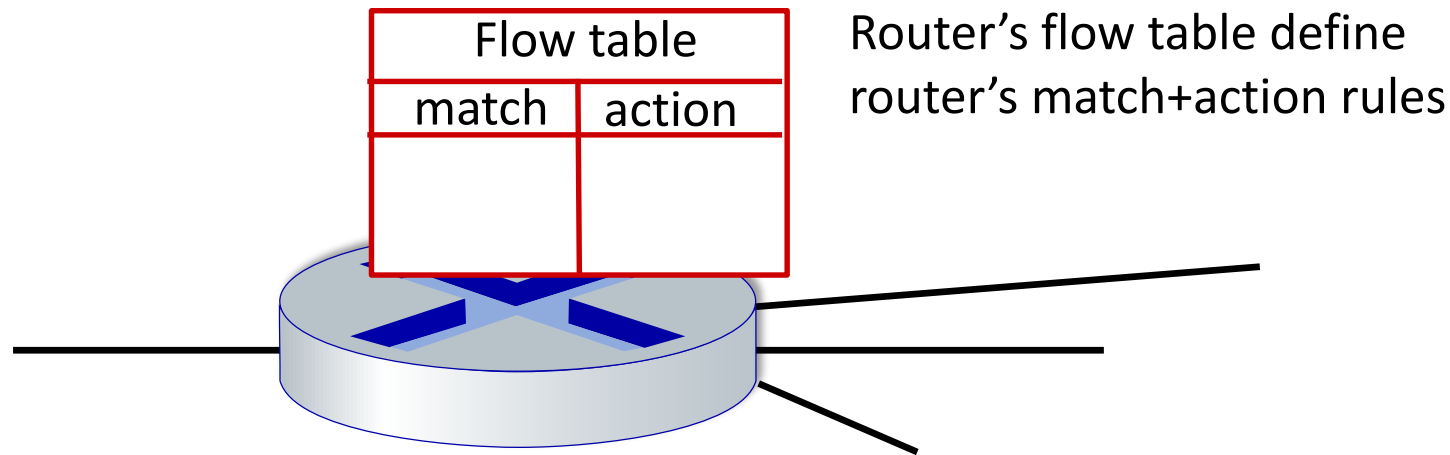 Flow table
match action
Router’s flow table define
router’s match+action rules